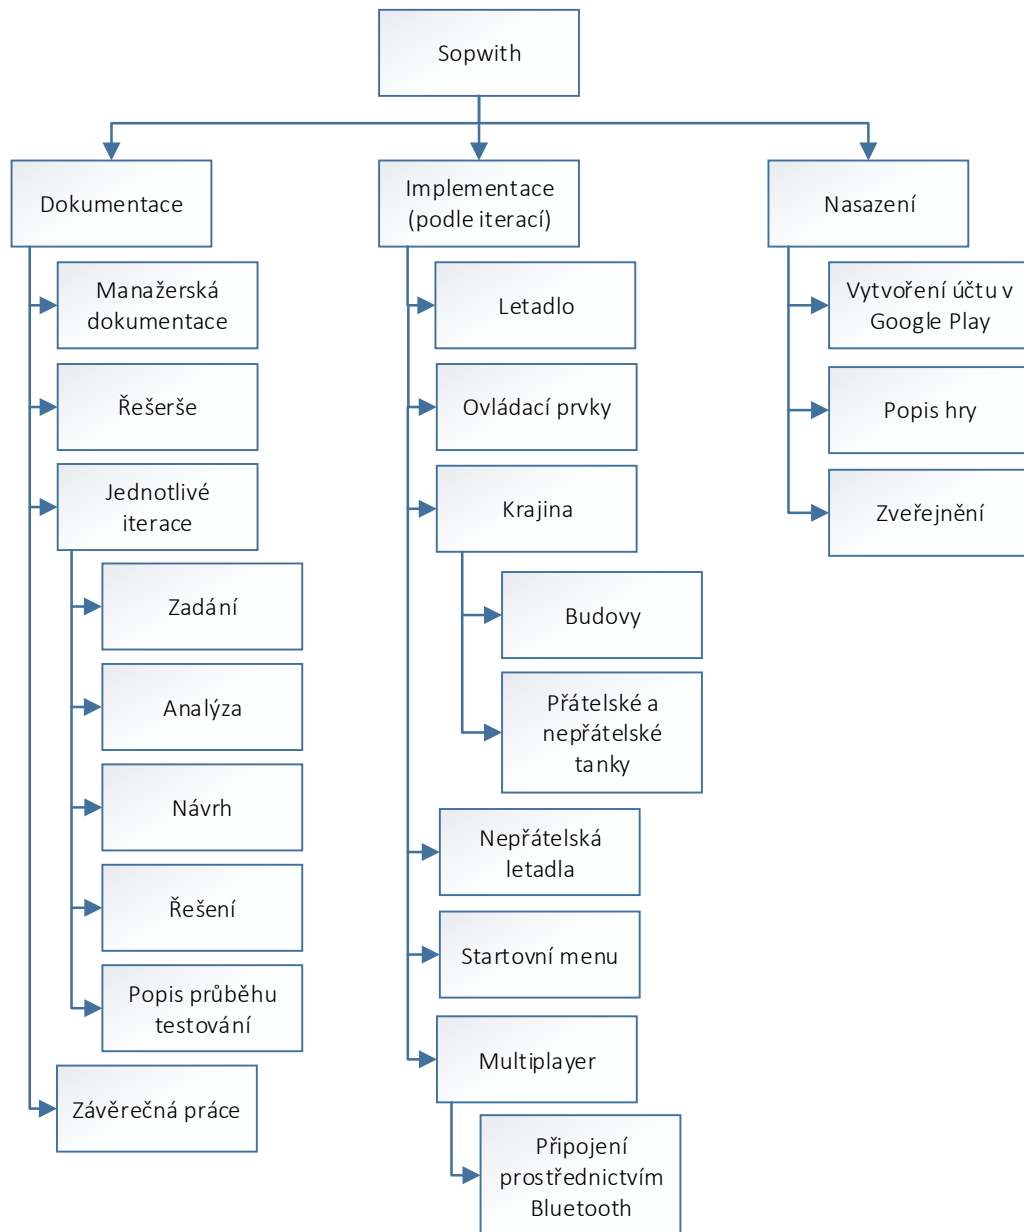 Sopwith
Dokumentace
Manažerská
dokumentace
Řešerše
Jednotlivé
iterace
Zadání
Analýza
Návrh
Řešení
Popis průběhu
testování
Závěrečná práce
Implementace
(podle iterací)
Letadlo
Ovládací prvky
Krajina
Budovy
Přátelské a
nepřátelské
tanky
Nepřátelská
letadla
Startovní menu
Multiplayer
Připojení
prostřednictvím
Bluetooth
Nasazení
Vytvoření účtu v
Google Play
Popis hry
Zveřejnění